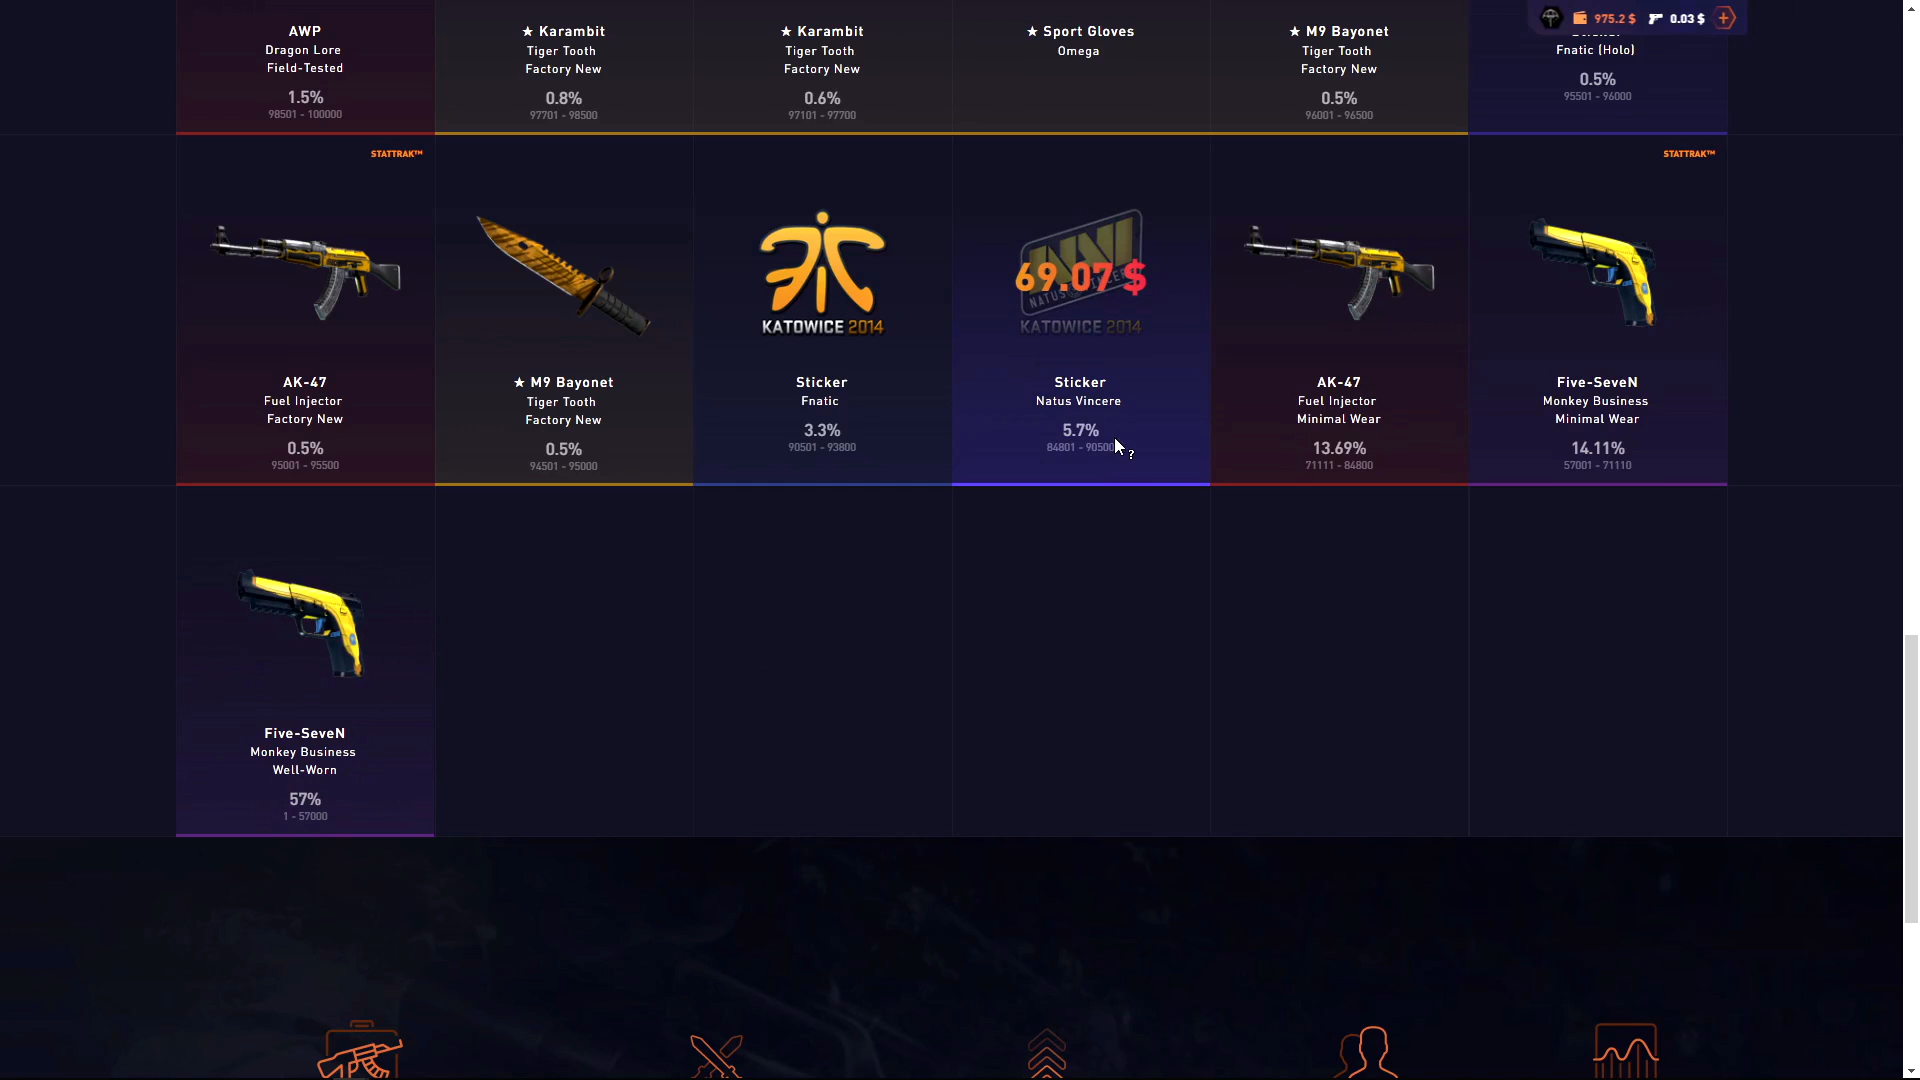 975.2 $ 0.03 $
AWP
Dragon Lore
Field-Tested
1.5%
98501 - 100000
★ Karambit
Tiger Tooth
Factory New
0.8%
97701 - 98500
★ Karambit
Tiger Tooth
Factory New
0.6%
97101 - 97700
★ Sport Gloves
Omega
★ M9 Bayonet
Tiger Tooth
Factory New
0.5%
96001 - 96500
Fnatic (Holo)
0.5%
95501 - 96000
STATTRAK™
AK-47
Fuel Injector
Factory New
0.5%
95001 - 95500
★ M9 Bayonet
Tiger Tooth
Factory New
0.5%
94501 - 95000
KATOWICE 2014
Sticker
Fnatic
3.3%
90501 - 93800
69.07 $
KATOWICE 2014
Sticker
Natus Vincere
5.7%
84801 - 90500
AK-47
Fuel Injector
Minimal Wear
13.69%
71111 - 84800
STATTRAK™
Five-SeveN
Monkey Business
Minimal Wear
14.11%
57001 - 71110
Five-SeveN
Monkey Business
Well-Worn
57%
1 - 57000